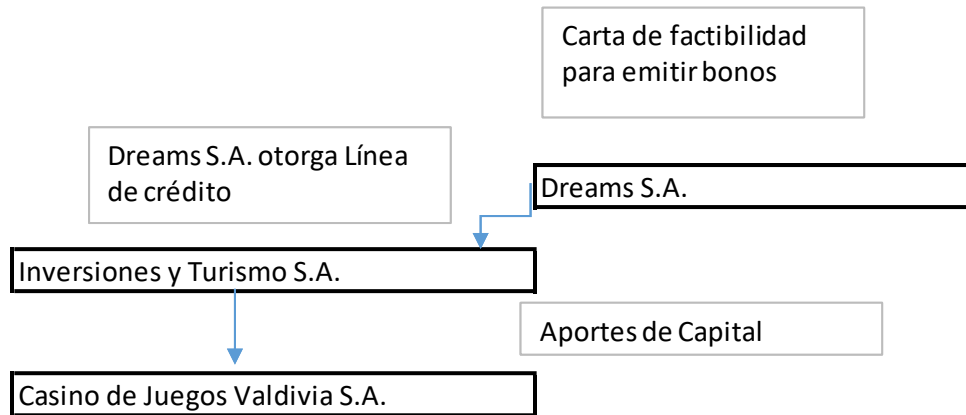 Carta de factibilidad
para emitir bonos
Dreams S.A. otorga Línea
de crédito
Dreams S.A.
Inversiones y Turismo S.A.
Aportes de Capital
Casino de Juegos Valdivia S.A.